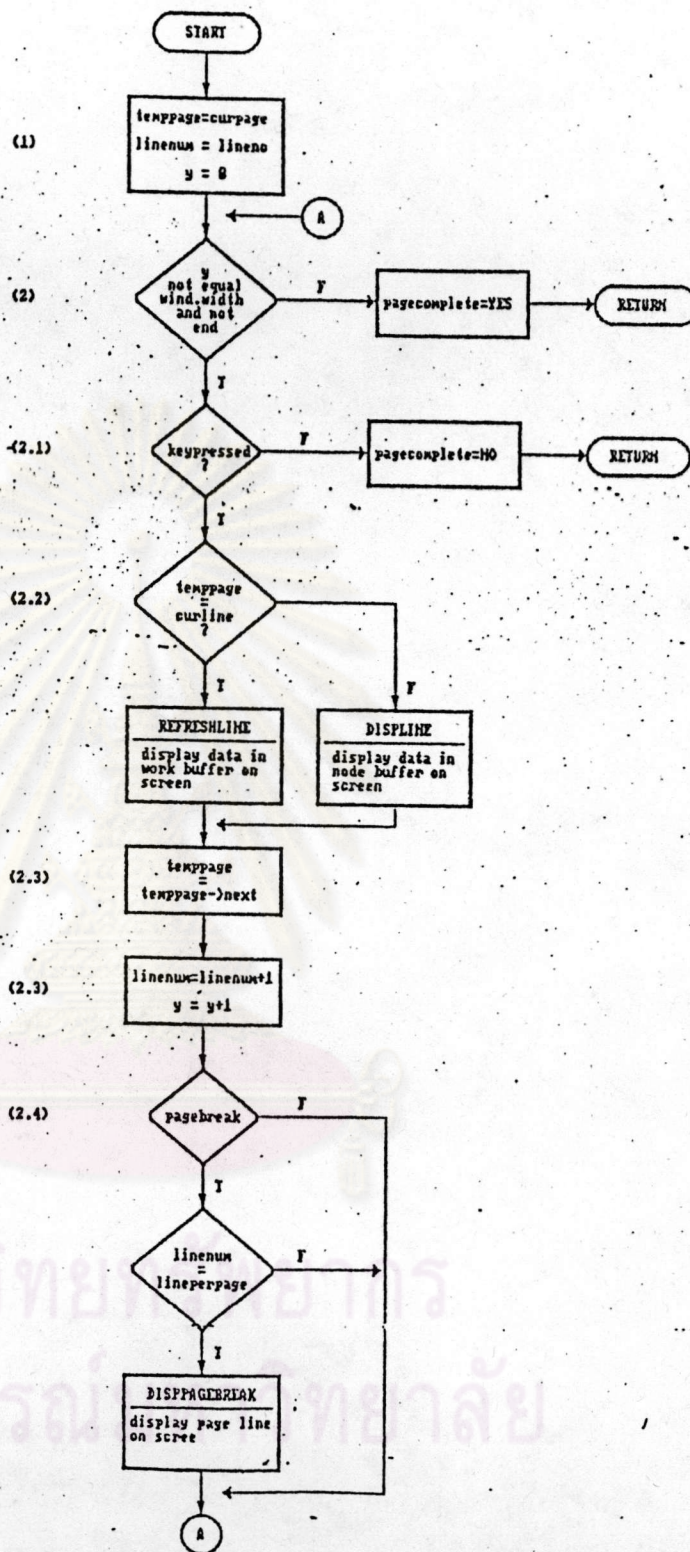 START
(1)
temppage=curpage
linenum = lineno
y = 0
A
(2)
y
not equal
wind.width
and not
end
F
pagecomplete=YES
RETURN
T
(2.1)
keypressed
?
F
pagecomplete=NO
RETURN
T
(2.2)
temppage
=
curline
?
T
F
REFRESHLINE
display data in
work buffer on
screen
DISPLINE
display data in
node buffer on
screen
(2.3)
temppage
=
temppage->next
(2.3)
linenum=linenum+1
y = y+1
(2.4)
pagebreak
F
T
linenum
=
lineperpage
F
T
DISPPAGEBREAK
display page line
on scree
A